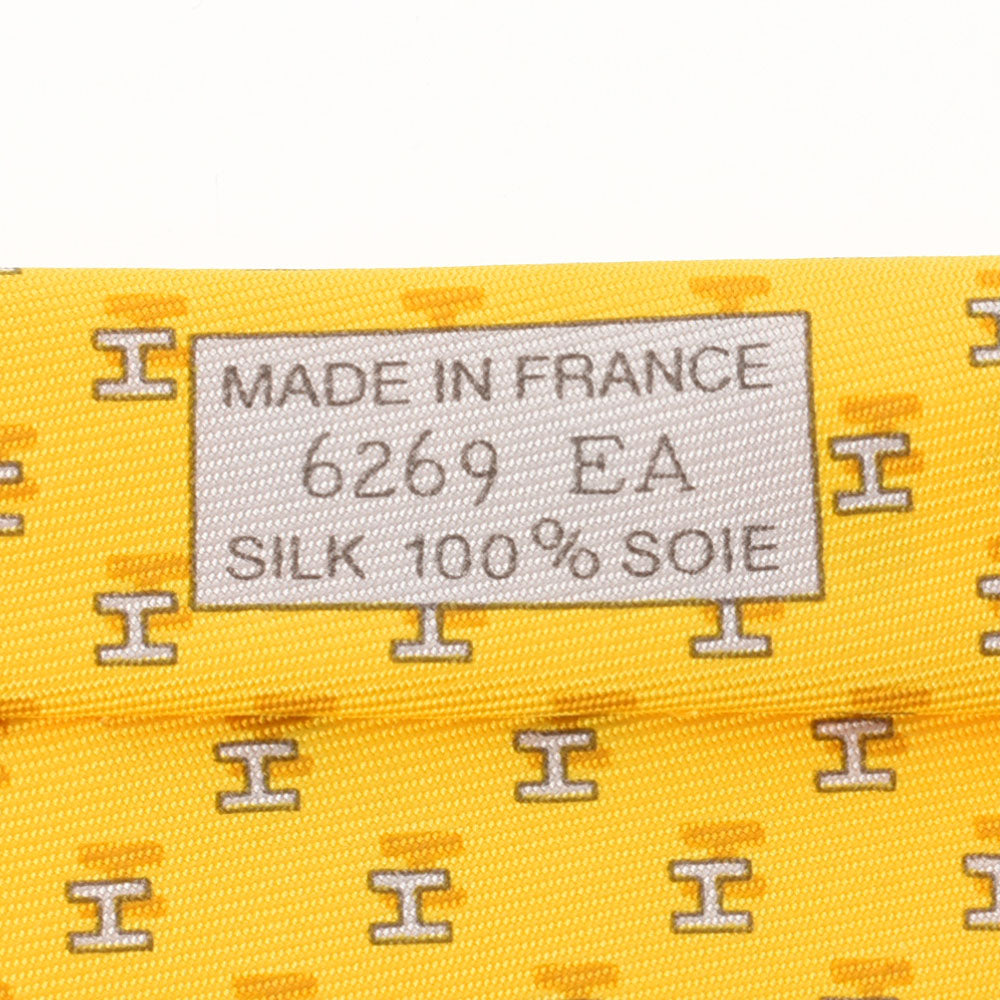 MADE IN FRANCE
6269 EA
SILK 100% SOIE